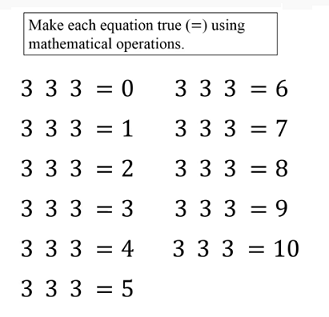 Make each equation true (=) using
mathematical operations.
3 3 3 = 0
3 3 3 = 1
3 3 3 = 2
3 3 3 = 3
3 3 3 = 4
3 3 3 = 5
3 3 3 = 6
3 3 3 = 7
3 3 3 = 8
3 3 3 = 9
3 3 3 = 10